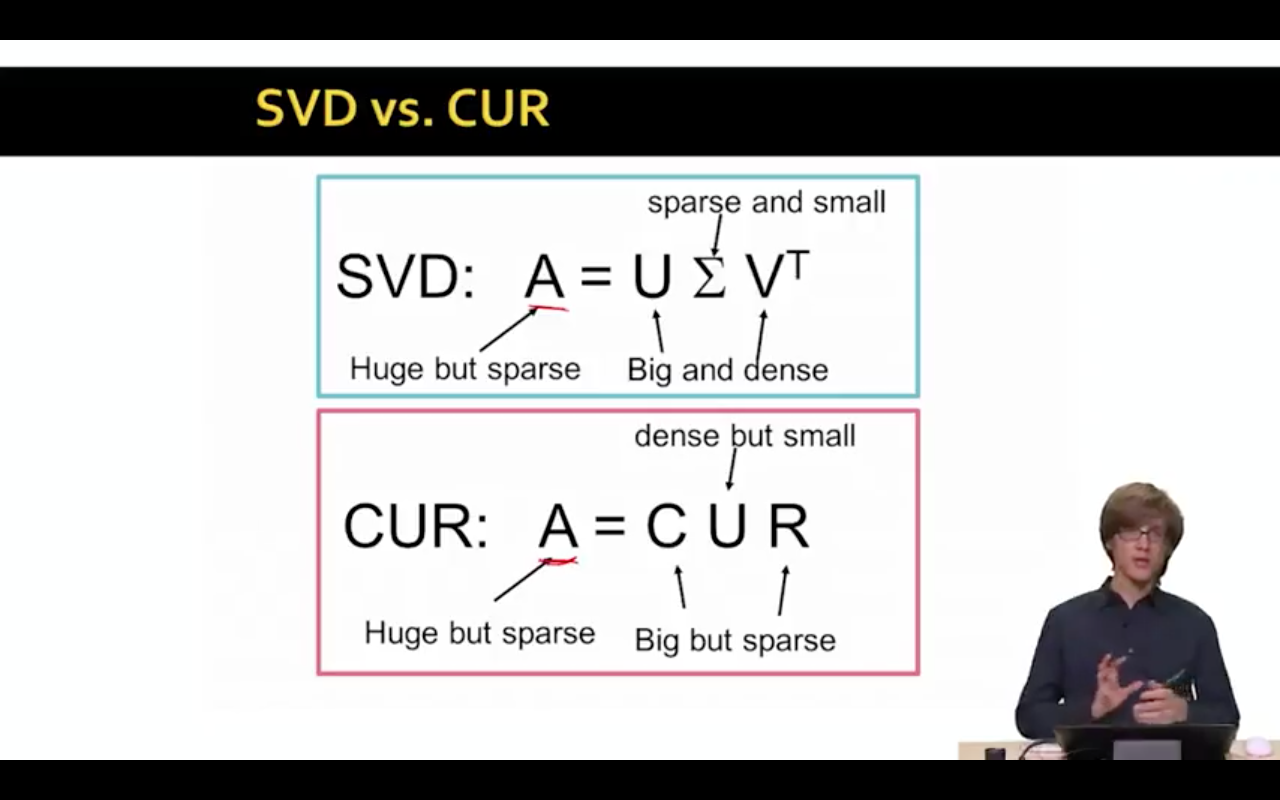 SVD vs. CUR
sparse and small
SVD: A = U Σ Vᵀ
Huge but sparse Big and dense
dense but small
CUR: A = C U R
Huge but sparse Big but sparse